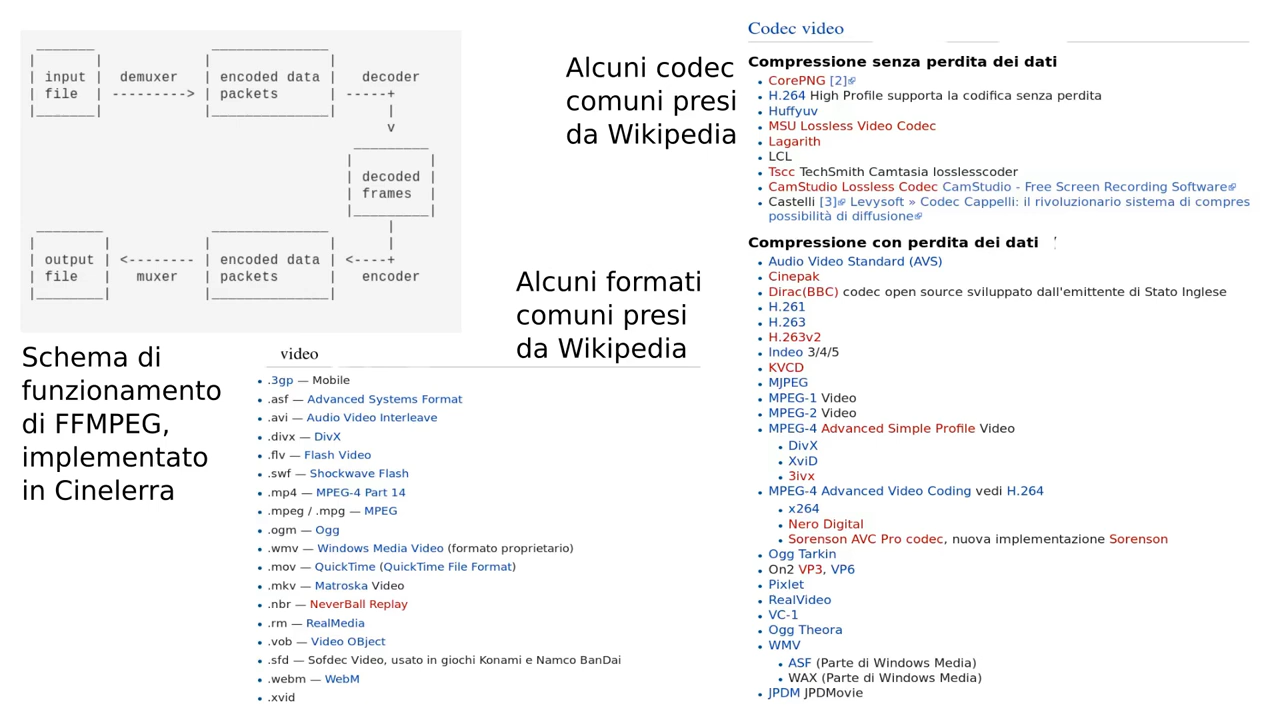 input file
demuxer
--------->
encoded data packets
decoder
-----+
|
v
decoded frames
|
|
<----+
encoder
encoded data packets
<--------
muxer
output file
Schema di
funzionamento
di FFMPEG,
implementato
in Cinelerra
Alcuni formati
comuni presi
da Wikipedia
video
.3gp — Mobile
.asf — Advanced Systems Format
.avi — Audio Video Interleave
.divx — DivX
.flv — Flash Video
.swf — Shockwave Flash
.mp4 — MPEG-4 Part 14
.mpeg / .mpg — MPEG
.ogm — Ogg
.wmv — Windows Media Video (formato proprietario)
.mov — QuickTime (QuickTime File Format)
.mkv — Matroska Video
.nbr — NeverBall Replay
.rm — RealMedia
.vob — Video OBject
.sfd — Sofdec Video, usato in giochi Konami e Namco BanDai
.webm — WebM
.xvid
Alcuni codec
comuni presi
da Wikipedia
Codec video
Compressione senza perdita dei dati
CorePNG [2]
H.264 High Profile supporta la codifica senza perdita
Huffyuv
MSU Lossless Video Codec
Lagarith
LCL
Tscc TechSmith Camtasia losslesscoder
CamStudio Lossless Codec CamStudio - Free Screen Recording Software
Castelli [3] Levysoft » Codec Cappelli: il rivoluzionario sistema di compres
possibilità di diffusione
Compressione con perdita dei dati
Audio Video Standard (AVS)
Cinepak
Dirac(BBC) codec open source sviluppato dall'emittente di Stato Inglese
H.261
H.263
H.263v2
Indeo 3/4/5
KVCD
MJPEG
MPEG-1 Video
MPEG-2 Video
MPEG-4 Advanced Simple Profile Video
DivX
XviD
3ivx
MPEG-4 Advanced Video Coding vedi H.264
x264
Nero Digital
Sorenson AVC Pro codec, nuova implementazione Sorenson
Ogg Tarkin
On2 VP3, VP6
Pixlet
RealVideo
VC-1
Ogg Theora
WMV
ASF (Parte di Windows Media)
WAX (Parte di Windows Media)
JPDM JPDMovie